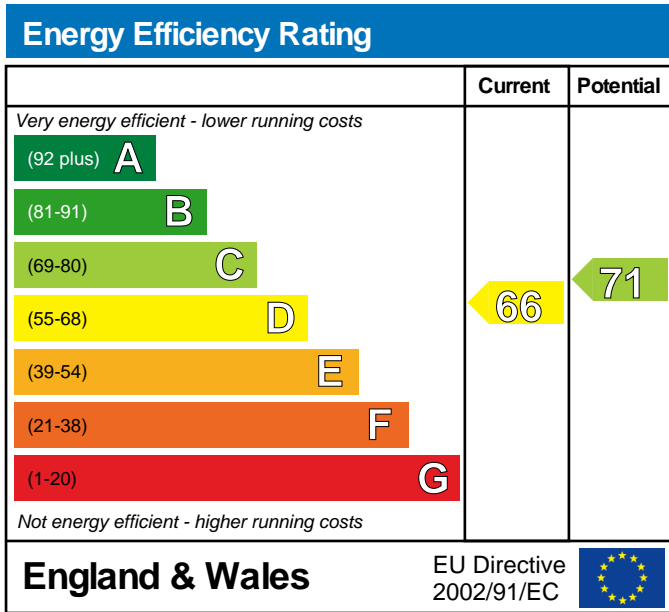 Energy Efficiency Rating
Current Potential
Very energy efficient - lower running costs
(92 plus) A
(81-91) B
(69-80) C
(55-68) D
66
71
(39-54) E
(21-38) F
(1-20) G
Not energy efficient - higher running costs
England & Wales
EU Directive
2002/91/EC